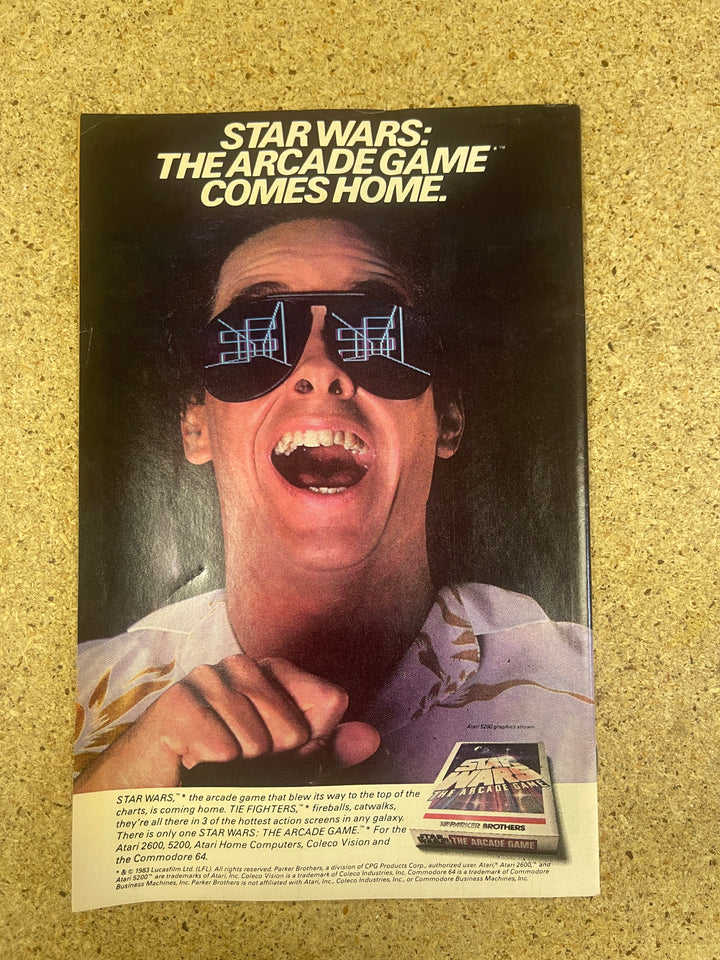 STAR WARS:
THE ARCADE GAME*™
COMES HOME.
Atari 5200 graphics shown
STAR WARS,™* the arcade game that blew its way to the top of the
charts, is coming home. TIE FIGHTERS,™* fireballs, catwalks,
they're all there in 3 of the hottest action screens in any galaxy.
There is only one STAR WARS: THE ARCADE GAME.™* For the
Atari 2600, 5200, Atari Home Computers, Coleco Vision and
the Commodore 64.
STAR
WARS
THE ARCADE GAME
PARKER BROTHERS
STAR WARS THE ARCADE GAME
* & © 1983 Lucasfilm Ltd. (LFL). All rights reserved. Parker Brothers, a division of CPG Products Corp., authorized user. Atari,® Atari 2600,™ and
Atari 5200™ are trademarks of Atari, Inc. Coleco Vision is a trademark of Coleco Industries, Inc. Commodore 64 is a trademark of Commodore
Business Machines, Inc. Parker Brothers is not affiliated with Atari, Inc., Coleco Industries, Inc., or Commodore Business Machines, Inc.